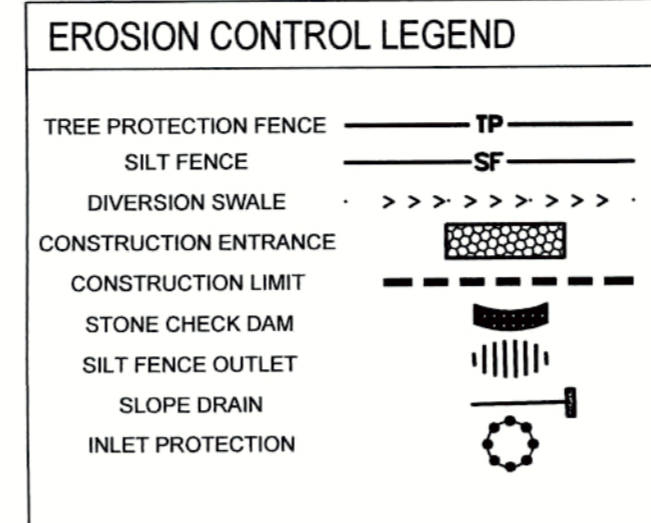 EROSION CONTROL LEGEND
TREE PROTECTION FENCE TP
SILT FENCE SF
DIVERSION SWALE
CONSTRUCTION ENTRANCE
CONSTRUCTION LIMIT
STONE CHECK DAM
SILT FENCE OUTLET
SLOPE DRAIN
INLET PROTECTION